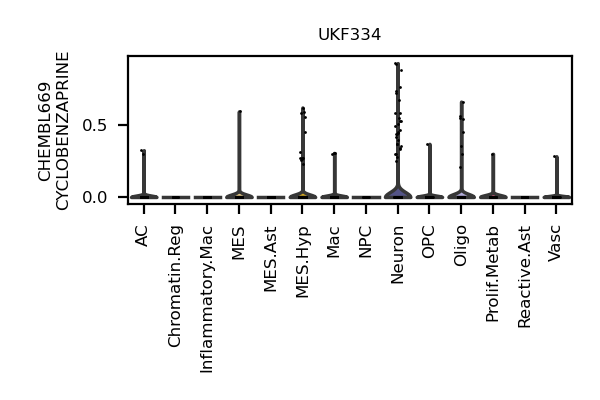 UKF334
CHEMBL669
CYCLOBENZAPRINE
0.5
0.0
AC
Chromatin.Reg
Inflammatory.Mac
MES
MES.Ast
MES.Hyp
Mac
NPC
Neuron
OPC
Oligo
Prolif.Metab
Reactive.Ast
Vasc